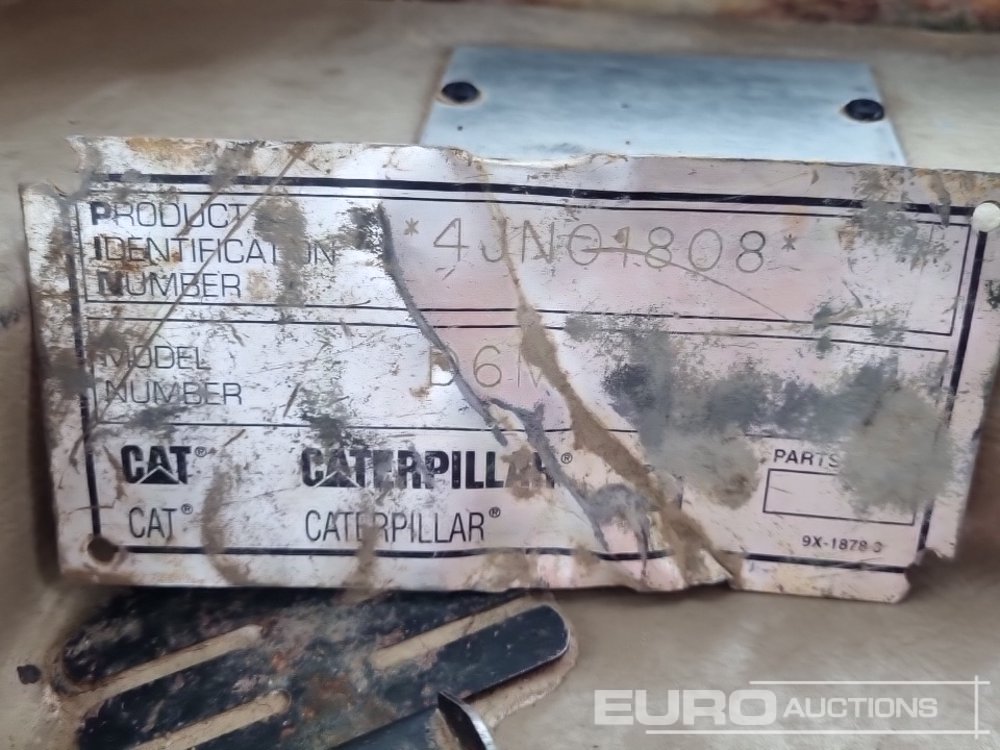 PRODUCT
IDENTIFICATION
NUMBER
*4JN01808*
MODEL
NUMBER
D6M
CAT® CATERPILLAR®
CAT® CATERPILLAR®
PARTS
9X-1878
EURO AUCTIONS